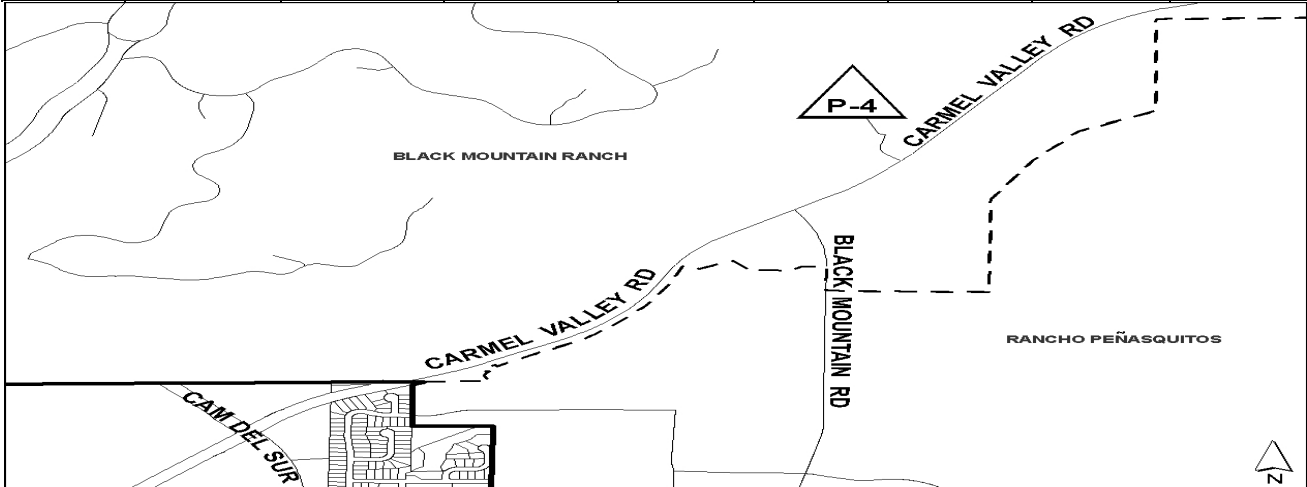 CARMEL VALLEY RD
P-4
BLACK MOUNTAIN RANCH
BLACK MOUNTAIN RD
CARMEL VALLEY RD
RANCHO PEÑASQUITOS
CAM DEL SUR
N